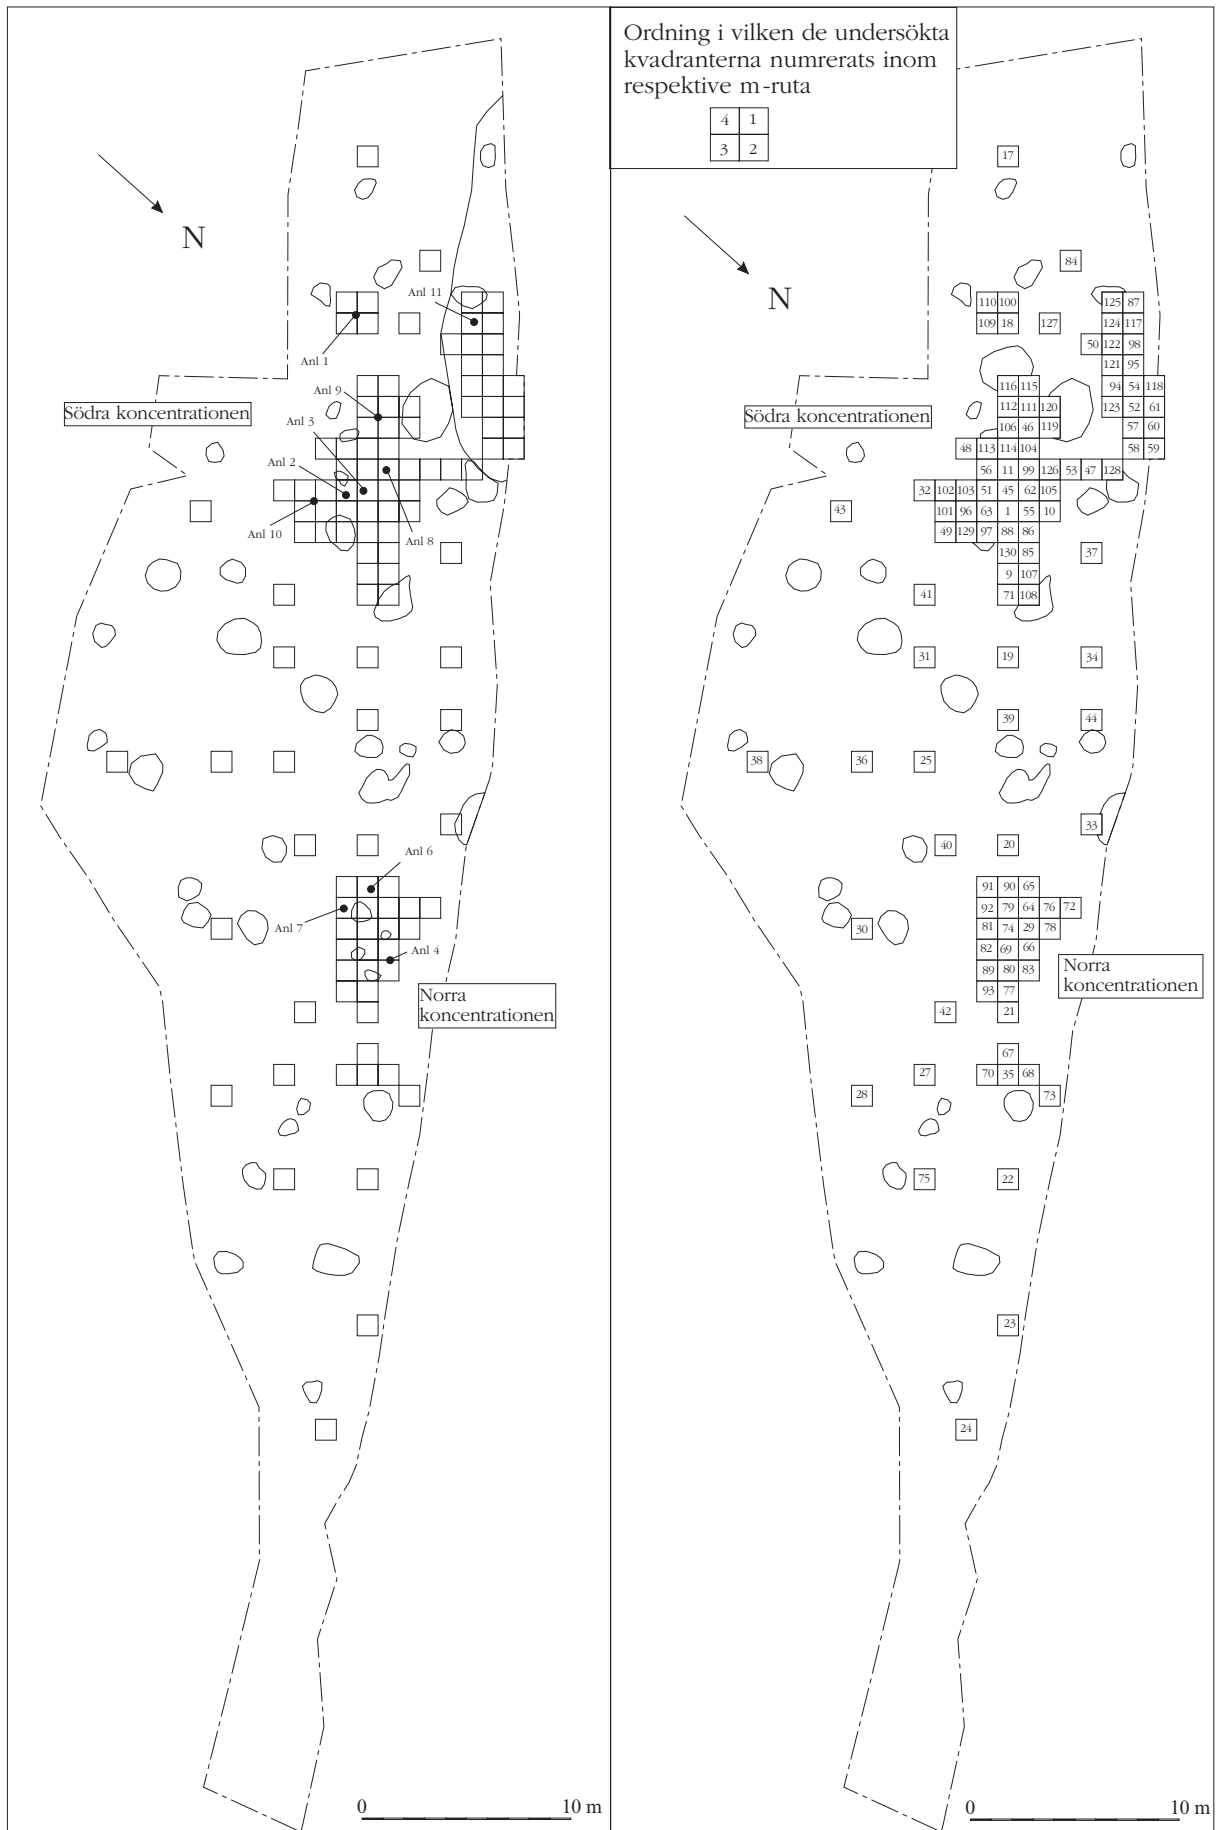 N
Anl 11
Anl 1
Anl 9
Södra koncentrationen
Anl 3
Anl 2
Anl 10
Anl 8
Anl 6
Anl 7
Anl 4
Norra
koncentrationen
0 10 m
Ordning i vilken de undersökta
kvadranterna numrerats inom
respektive m-ruta
4 1
3 2
17
N
84
110 100 125 87
109 18 127 124 117
50 122 98
121 95
116 115 94 54 118
Södra koncentrationen
112 111 120 123 52 61
106 46 119 57 60
48 113 114 104 58 59
56 11 99 126 53 47 128
32 102 103 51 45 62 105
43 101 96 63 1 55 10
49 129 97 88 86
130 85 37
9 107
41 71 108
31 19 34
39 44
38 36 25
33
40 20
91 90 65
92 79 64 76 72
30 81 74 29 78
82 69 66
89 80 83
Norra
koncentrationen
93 77
42 21
67
27 70 35 68
28 73
75 22
23
24
0 10 m